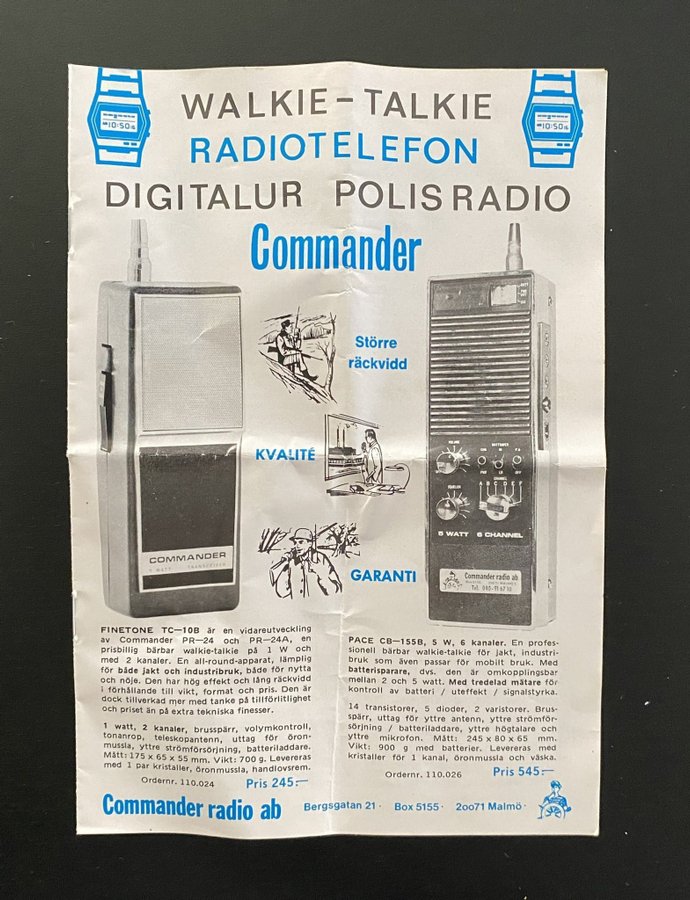 WALKIE-TALKIE
RADIOTELEFON
DIGITALUR POLISRADIO
10:50
10:50
Commander
Större
räckvidd
KVALITÉ
GARANTI
COMMANDER
5 WATT TRANSCEIVER
VOLUME
SQUELCH
CHANNEL
A B C D E F
5 WATT 6 CHANNEL
Commander radio ab
FINETONE TC—10B är en vidareutveckling
av Commander PR—24 och PR—24A, en
prisbillig bärbar walkie-talkie på 1 W och
med 2 kanaler. En all-round-apparat, lämplig
för både jakt och industribruk, både för nytta
och nöje. Den har hög effekt och lång räckvidd
i förhållande till vikt, format och pris. Den är
dock tillverkad mer med tanke på tillförlitlighet
och priset än på extra tekniska finesser.
1 watt, 2 kanaler, brusspärr, volymkontroll,
tonanrop, teleskopantenn, uttag för öron-
mussla, yttre strömförsörjning, batteriladdare.
Mått: 175 x 65 x 55 mm. Vikt: 700 g. Levereras
med 1 par kristaller, öronmussla, handlovsrem.
Ordernr. 110.024 Pris 245:—
PACE CB—155B, 5 W, 6 kanaler. En profes-
sionell bärbar walkie-talkie för jakt, industri-
bruk som även passar för mobilt bruk. Med
batterisparare, dvs. den är omkopplingsbar
mellan 2 och 5 watt. Med tredelad mätare för
kontroll av batteri / uteffekt / signalstyrka.
14 transistorer, 5 dioder, 2 varistorer. Brus-
spärr, uttag för yttre antenn, yttre strömför-
sörjning / batteriladdare, yttre högtalare och
yttre mikrofon. Mått: 245 x 80 x 65 mm.
Vikt: 900 g med batterier. Levereras med
kristaller för 1 kanal, öronmussla och väska.
Ordernr. 110.026 Pris 545:—
Commander radio ab Bergsgatan 21 · Box 5155 · 20071 Malmö ·